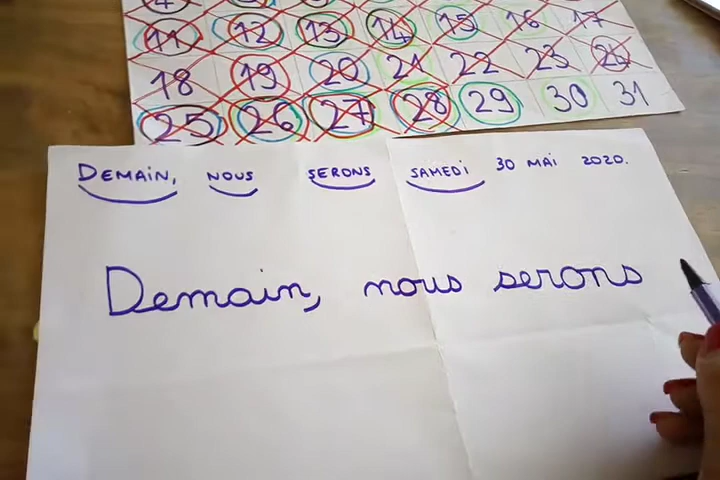 11 12 13 14 15 16 17
18 19 20 21 22 23 24
25 26 27 28 29 30 31
DEMAIN, NOUS SERONS SAMEDI 30 MAI 2020.
Demain, nous serons